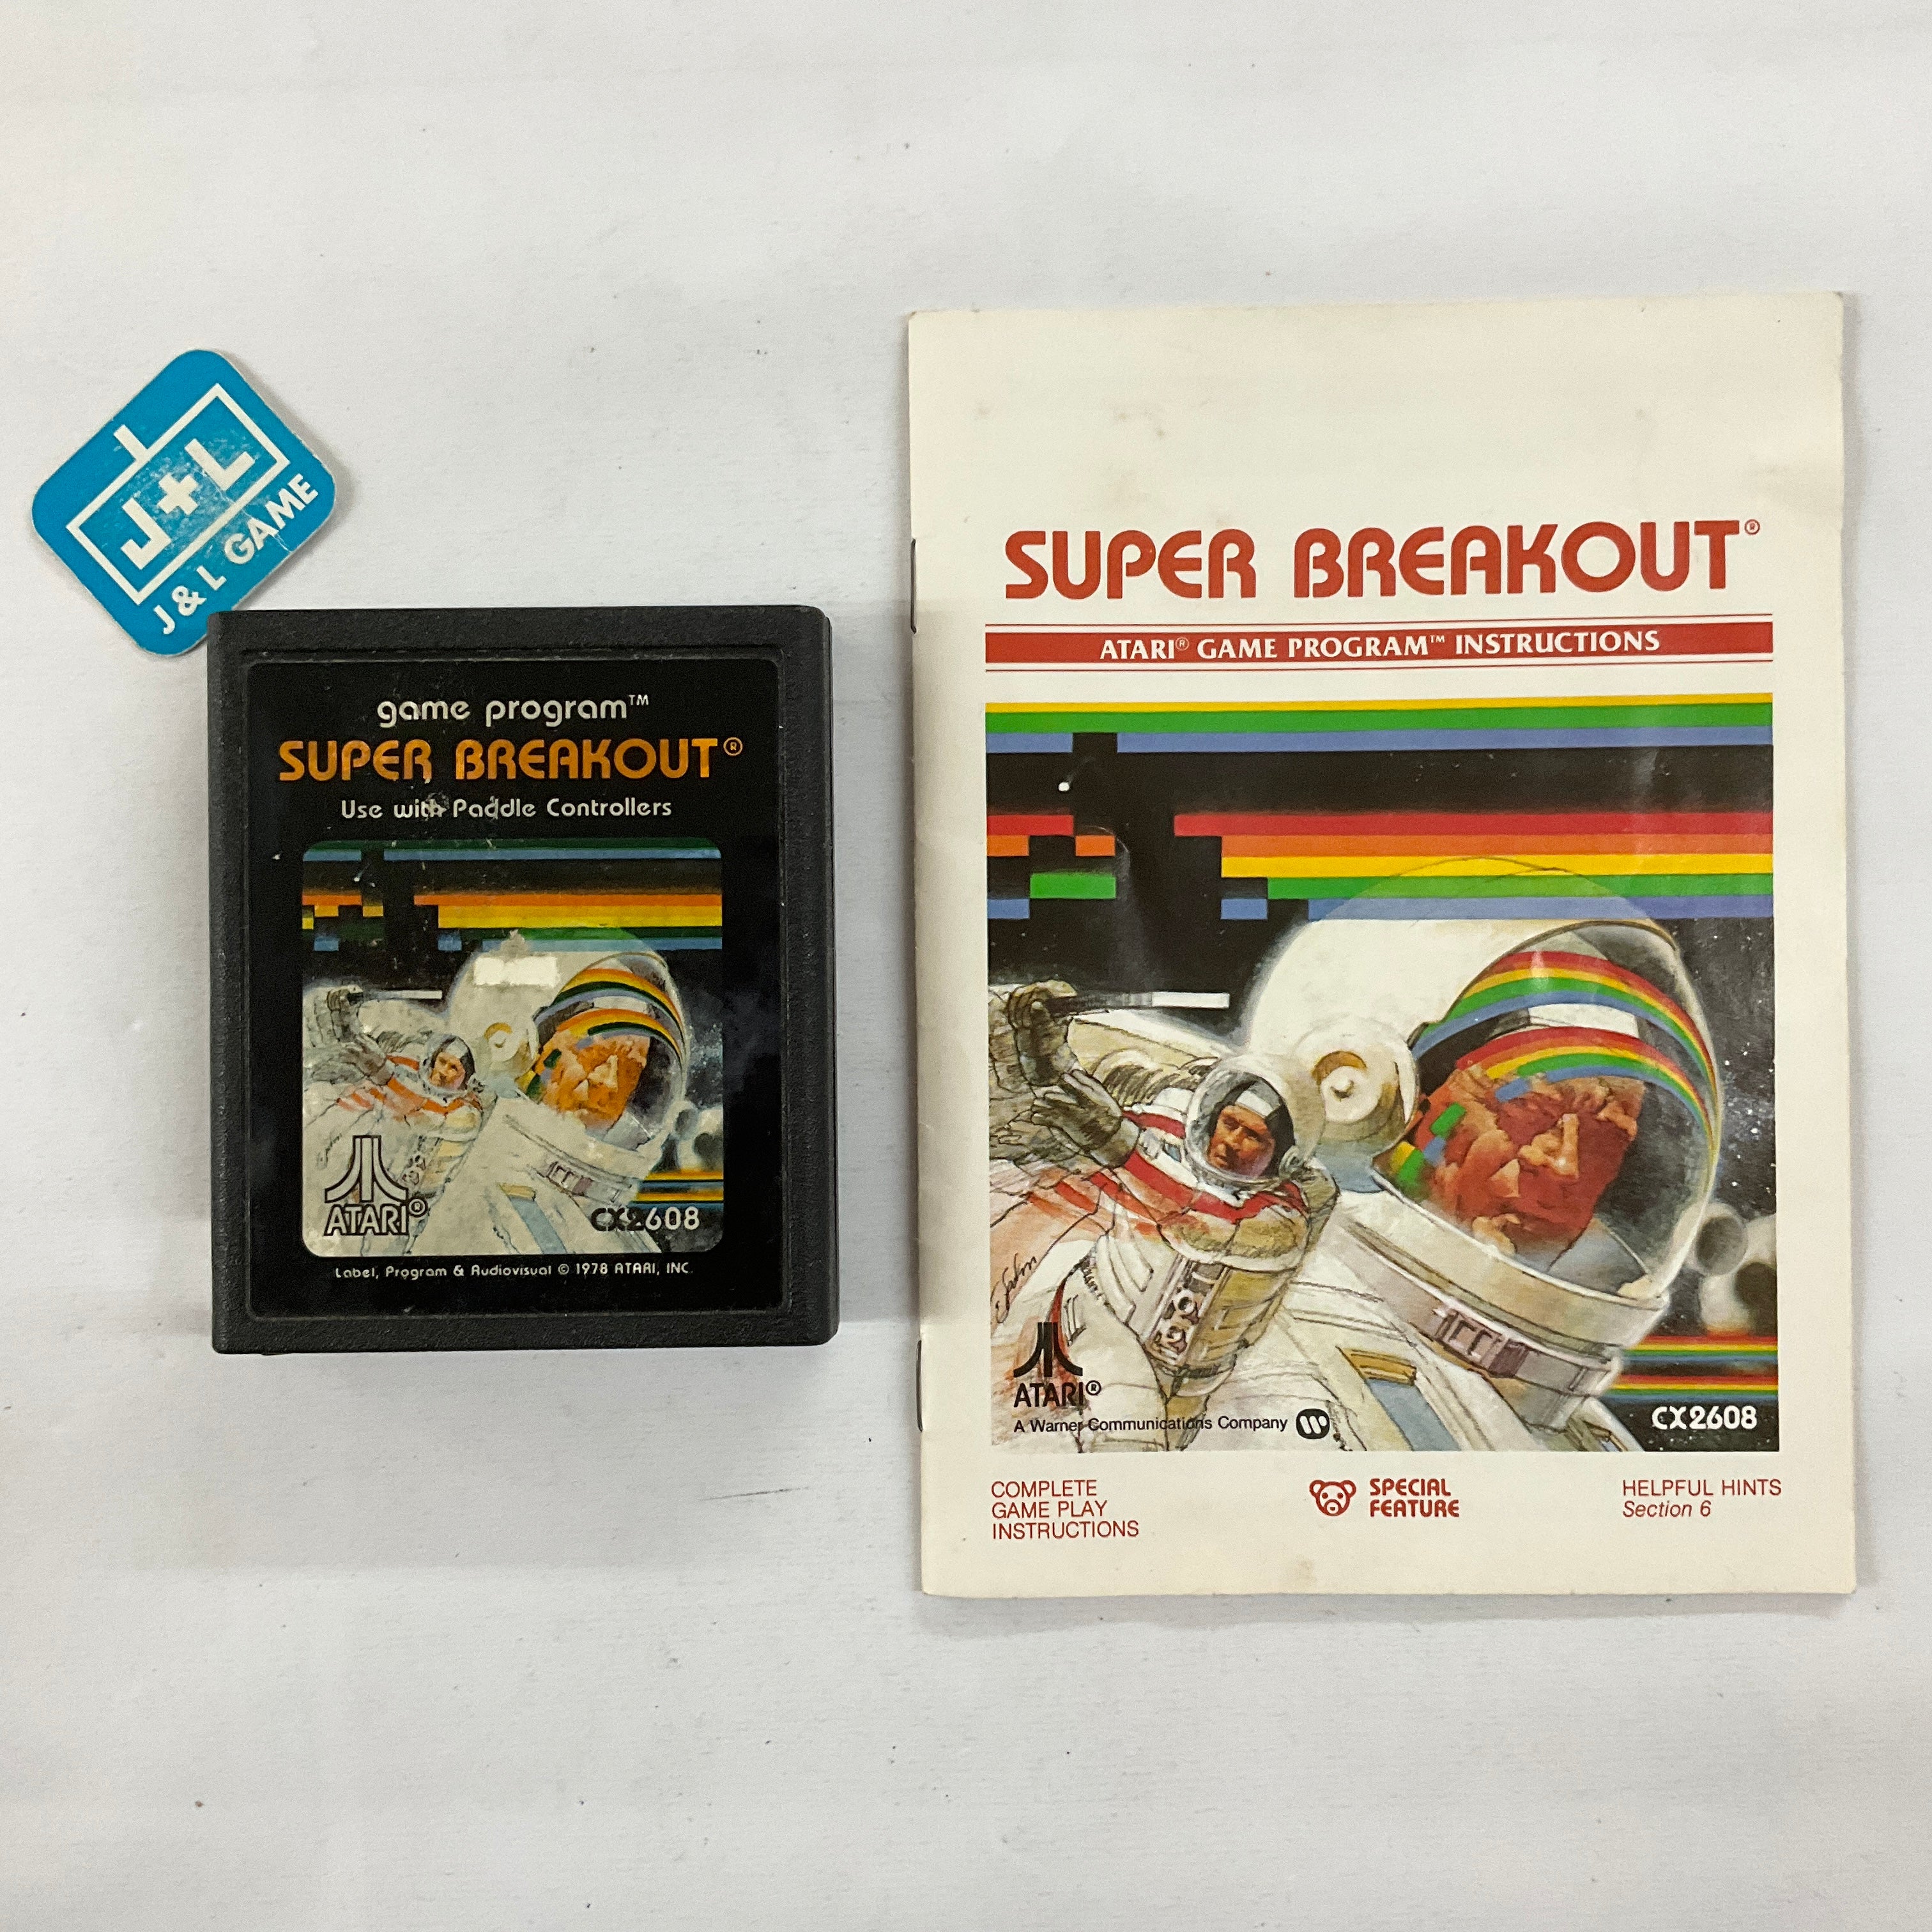 J+L
J & L GAME
game program™
SUPER BREAKOUT®
Use with Paddle Controllers
ATARI®
CX2608
Label, Program & Audiovisual © 1978 ATARI, INC.
SUPER BREAKOUT®
ATARI® GAME PROGRAM™ INSTRUCTIONS
ATARI®
A Warner Communications Company
CX2608
COMPLETE
GAME PLAY
INSTRUCTIONS
SPECIAL
FEATURE
HELPFUL HINTS
Section 6